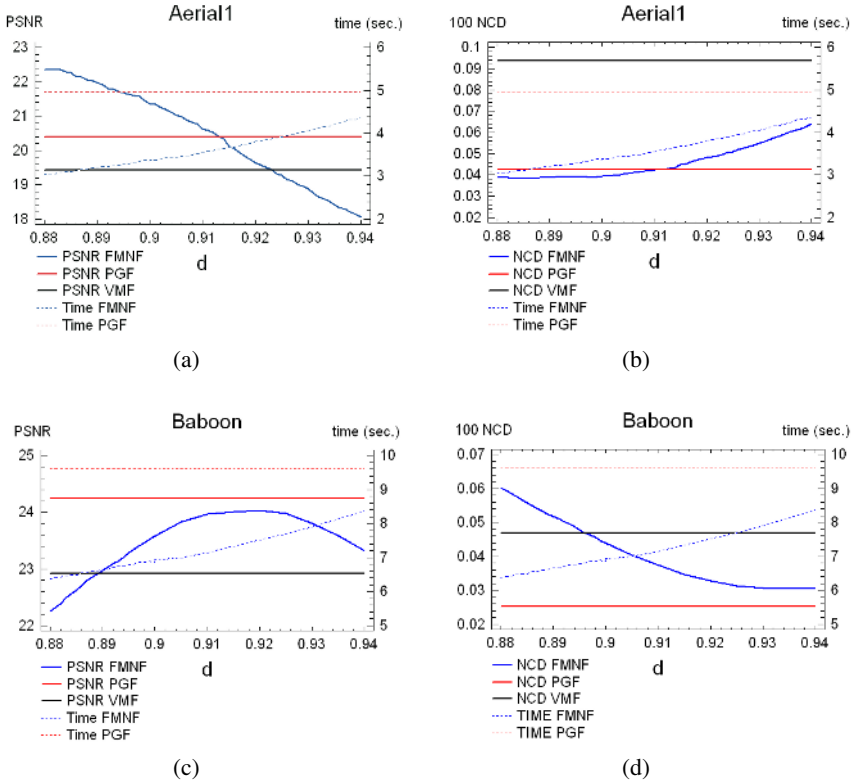 Aerial1
PSNR
time (sec.)
23
22
21
20
19
18
6
5
4
3
2
0.88 0.89 0.9 0.91 0.92 0.93 0.94
d
PSNR FMNF
PSNR PGF
PSNR VMF
Time FMNF
Time PGF
(a)
Aerial1
100 NCD
time (sec.)
0.1
0.09
0.08
0.06
0.05
0.04
0.03
0.02
6
5
4
3
2
0.88 0.89 0.9 0.91 0.92 0.93 0.94
d
NCD FMNF
NCD PGF
NCD VMF
Time FMNF
Time PGF
(b)
Baboon
PSNR
time (sec.)
25
24
23
22
10
9
8
7
6
5
0.88 0.89 0.9 0.91 0.92 0.93 0.94
d
PSNR FMNF
PSNR PGF
PSNR VMF
Time FMNF
Time PGF
(c)
Baboon
100 NCD
time (sec.)
0.07
0.06
0.05
0.04
0.03
0.02
10
9
8
7
6
5
0.88 0.89 0.9 0.91 0.92 0.93 0.94
d
NCD FMNF
NCD PGF
NCD VMF
TIME FMNF
TIME PGF
(d)